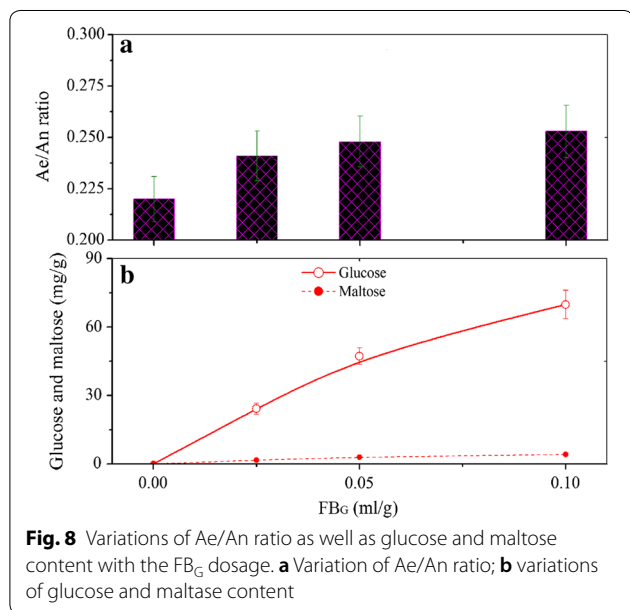 a
0.300
0.275
0.250
0.225
0.200
Ae/An ratio
b
Glucose
Maltose
90
60
30
0
Glucose and maltose (mg/g)
0.00 0.05 0.10
FBG (ml/g)
Fig. 8 Variations of Ae/An ratio as well as glucose and maltose
content with the FBG dosage. a Variation of Ae/An ratio; b variations
of glucose and maltase content